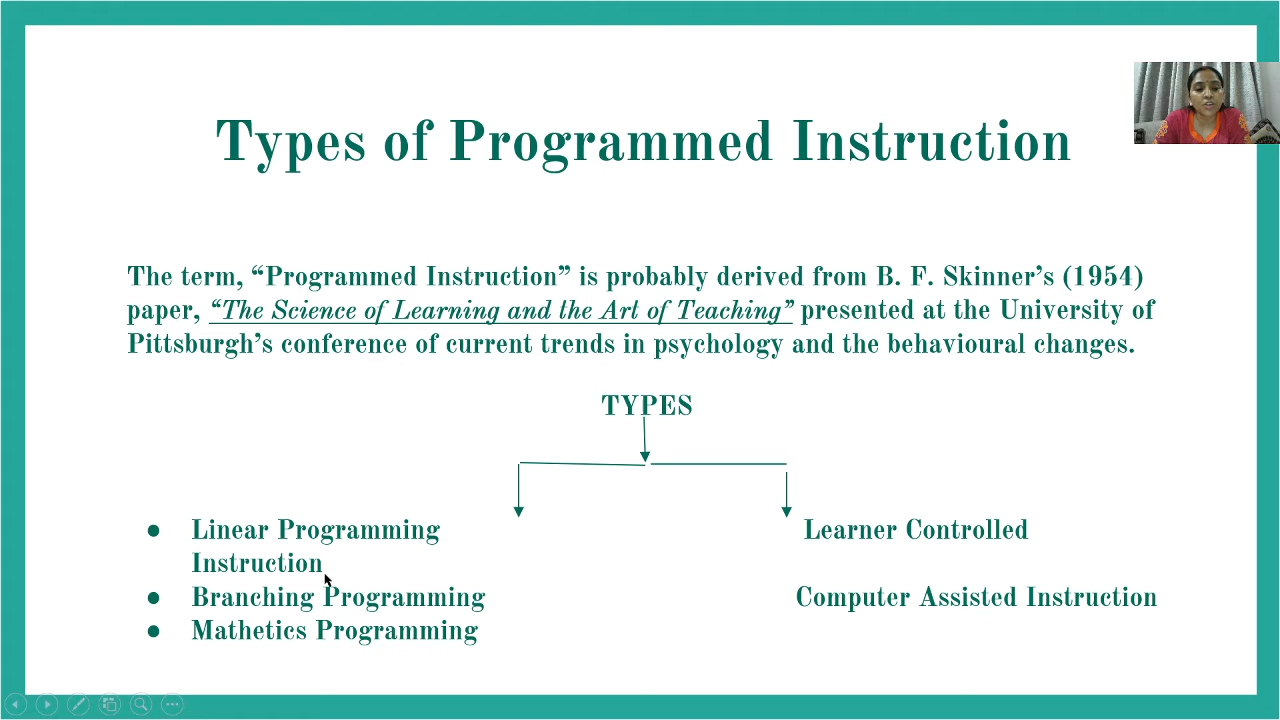 Types of Programmed Instruction
The term, “Programmed Instruction” is probably derived from B. F. Skinner’s (1954)
paper, “The Science of Learning and the Art of Teaching” presented at the University of
Pittsburgh’s conference of current trends in psychology and the behavioural changes.
TYPES
● Linear Programming
Instruction
● Branching Programming
● Mathetics Programming
Learner Controlled
Computer Assisted Instruction